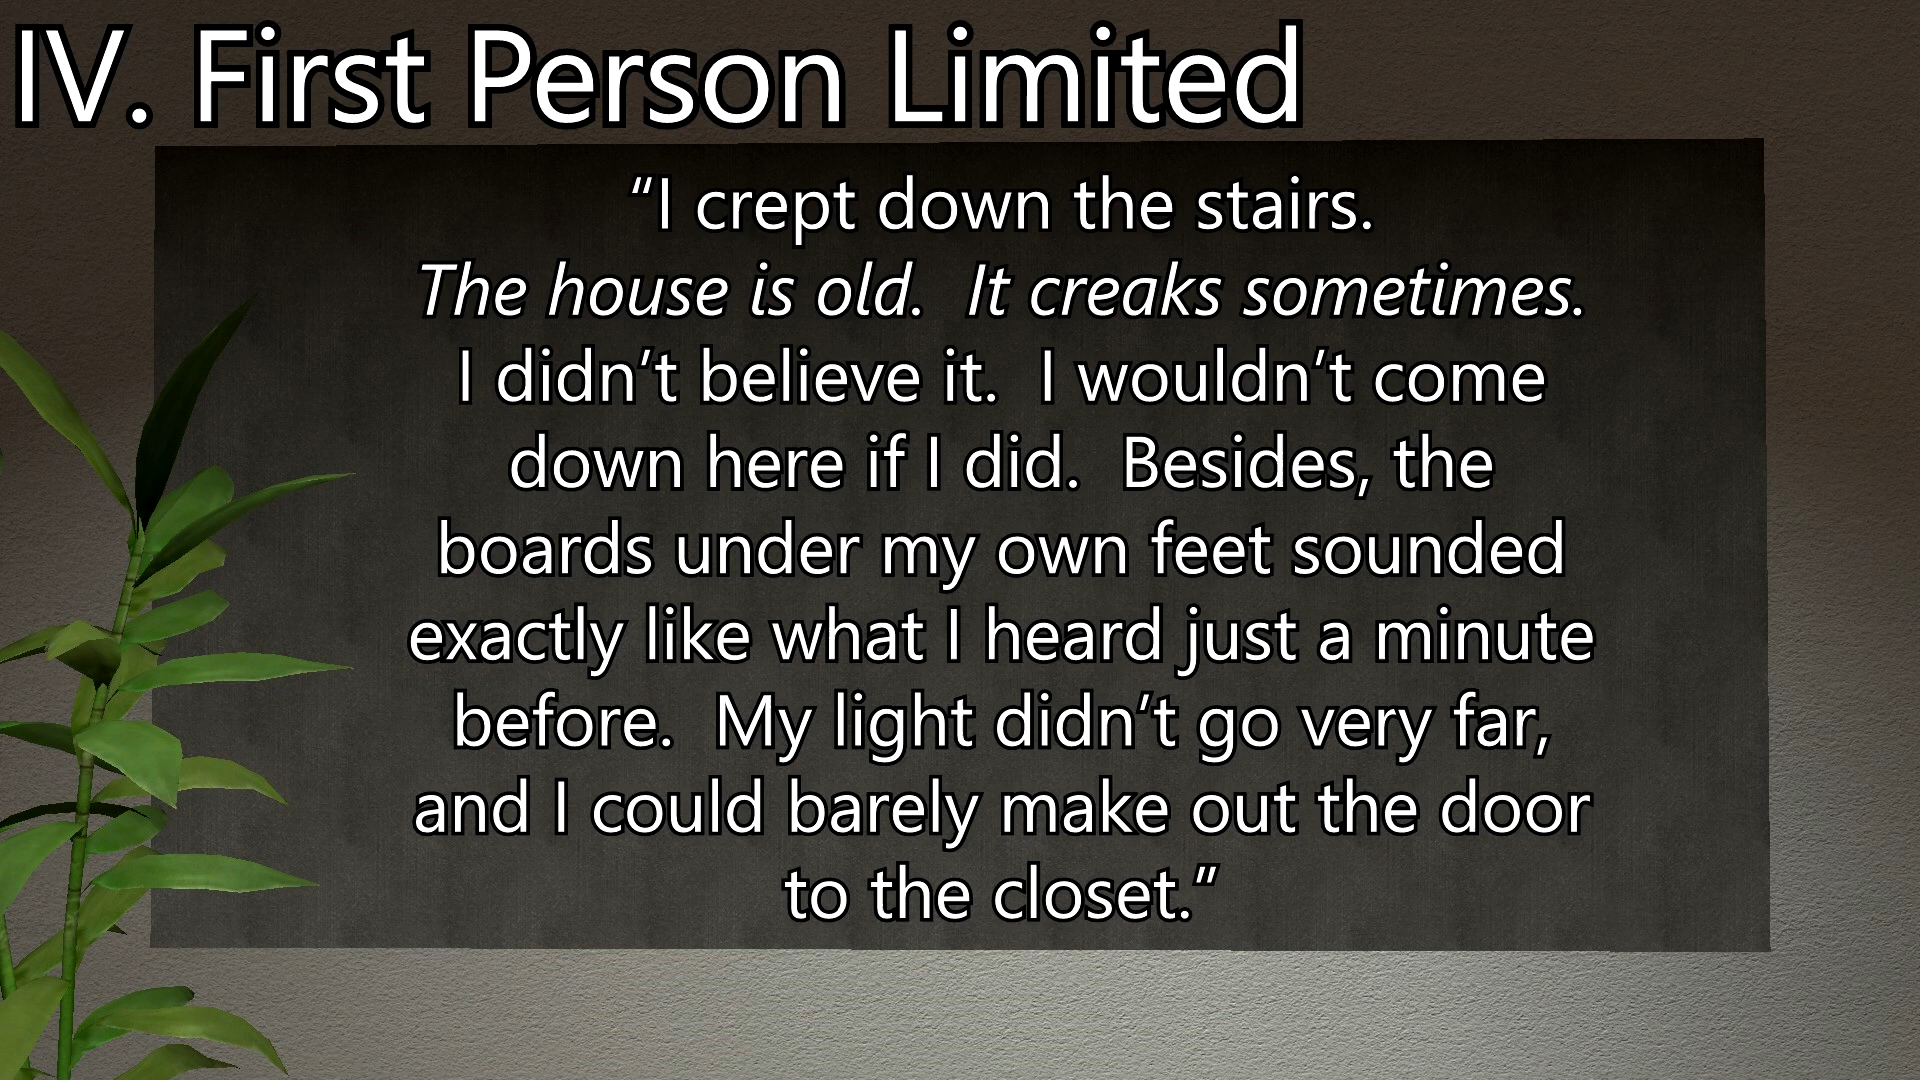 IV. First Person Limited
“I crept down the stairs.
The house is old.  It creaks sometimes.
I didn’t believe it.  I wouldn’t come
down here if I did.  Besides, the
boards under my own feet sounded
exactly like what I heard just a minute
before.  My light didn’t go very far,
and I could barely make out the door
to the closet.”